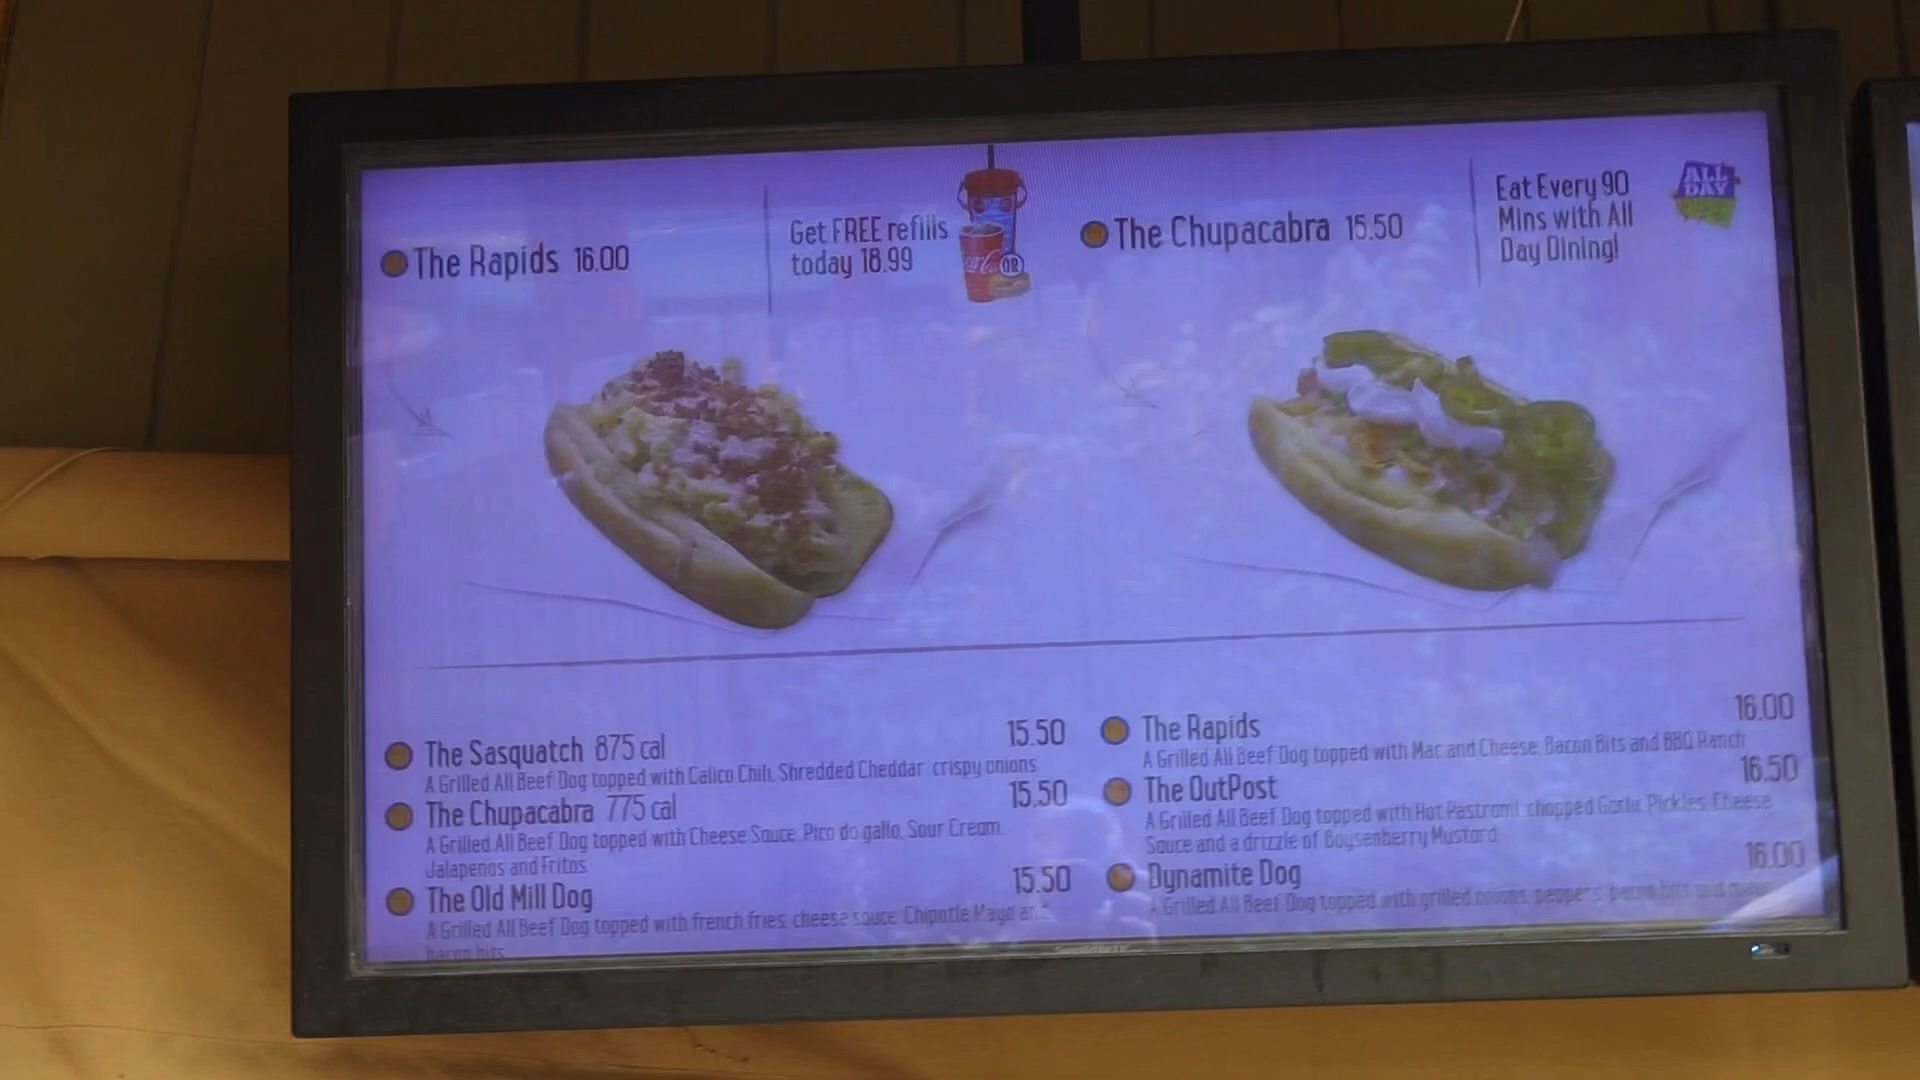 The Rapids 16.00
Get FREE refills
today 18.99
OR
The Chupacabra 15.50
Eat Every 90
Mins with All
Day Dining!
ALL
DAY
The Sasquatch 875 cal 15.50
A Grilled All Beef Dog topped with Calico Chili, Shredded Cheddar crispy onions
The Chupacabra 775 cal 15.50
A Grilled All Beef Dog topped with Cheese Sauce, Pico do gallo, Sour Cream,
Jalapenos and Fritos
The Old Mill Dog 15.50
A Grilled All Beef Dog topped with french fries, cheese sauce, Chipotle Mayo and
bacon bits
The Rapids 16.00
A Grilled All Beef Dog topped with Mac and Cheese, Bacon Bits and BBQ Ranch
The OutPost 16.50
A Grilled All Beef Dog topped with Hot Pastrami, chopped Garlic Pickles, Cheese
Sauce and a drizzle of Boysenberry Mustard
Dynamite Dog 16.00
A Grilled All Beef Dog topped with grilled onions, peppers, bacon bits and